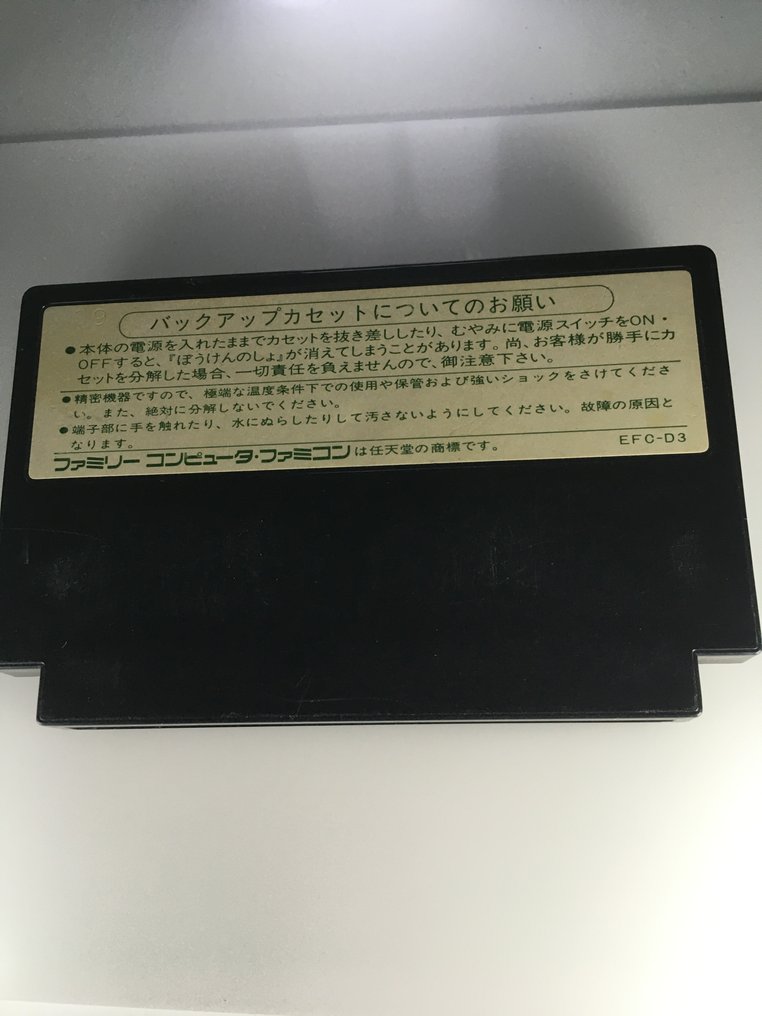 バックアップカセットについてのお願い
●本体の電源を入れたままでカセットを抜き差ししたり、むやみに電源スイッチをON・
OFFすると、『ぼうけんのしょ』が消えてしまうことがあります。尚、お客様が勝手にカ
セットを分解した場合、一切責任を負えませんので、御注意下さい。
●精密機器ですので、極端な温度条件下での使用や保管および強いショックをさけてくださ
い。また、絶対に分解しないでください。
●端子部に手を触れたり、水にぬらしたりして汚さないようにしてください。故障の原因と
なります。
ファミリー コンピュータ・ファミコンは任天堂の商標です。
EFC-D3